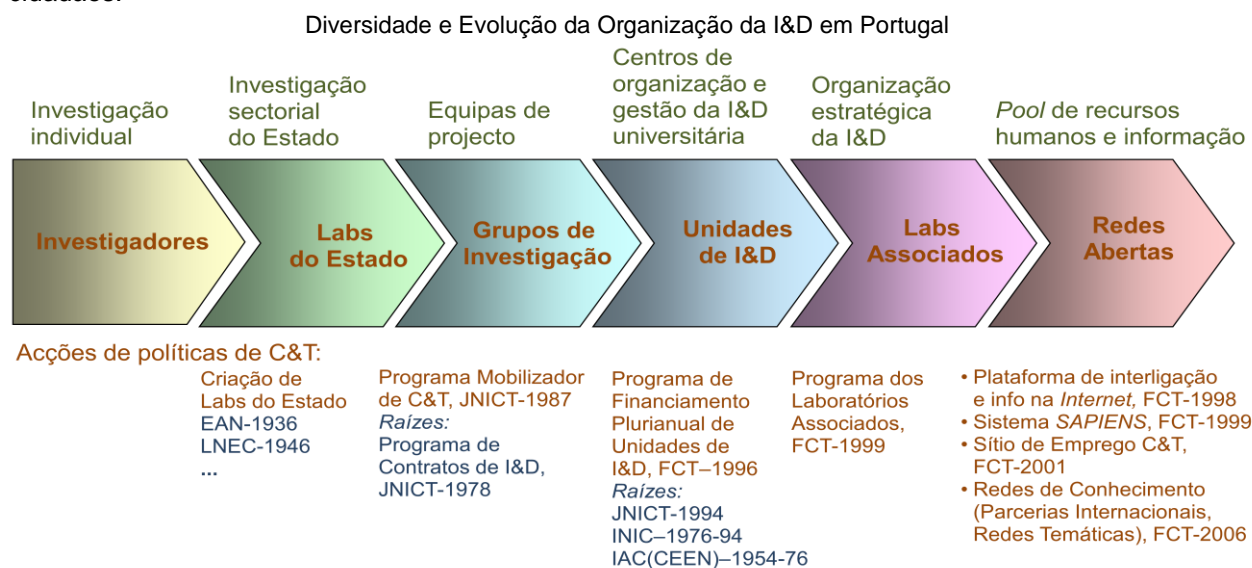 Diversidade e Evolução da Organização da I&D em Portugal
Investigação
individual
Investigação
sectorial
do Estado
Equipas de
projecto
Centros de
organização e
gestão da I&D
universitária
Organização
estratégica
da I&D
Pool de recursos
humanos e informação
Investigadores
Labs
do Estado
Grupos de
Investigação
Unidades
de I&D
Labs
Associados
Redes
Abertas
Acções de políticas de C&T:
Criação de
Labs do Estado
EAN-1936
LNEC-1946
...
Programa Mobilizador
de C&T, JNICT-1987
Raízes:
Programa de
Contratos de I&D,
JNICT-1978
Programa de
Financiamento
Plurianual de
Unidades de
I&D, FCT–1996
Raízes:
JNICT-1994
INIC–1976-94
IAC(CEEN)–1954-76
Programa dos
Laboratórios
Associados,
FCT-1999
• Plataforma de interligação
e info na Internet, FCT-1998
• Sistema SAPIENS, FCT-1999
• Sítio de Emprego C&T,
FCT-2001
• Redes de Conhecimento
(Parcerias Internacionais,
Redes Temáticas), FCT-2006